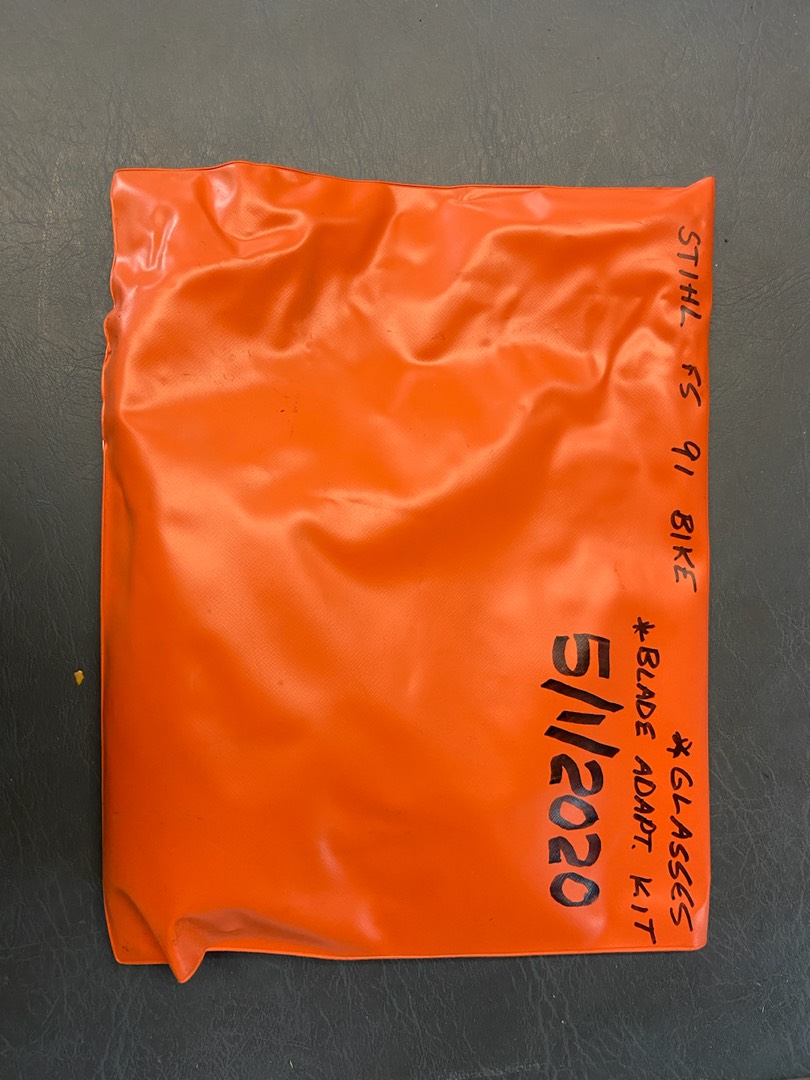 STIHL FS 91 BIKE
*GLASSES
*BLADE ADAPT. KIT
5/1/2020